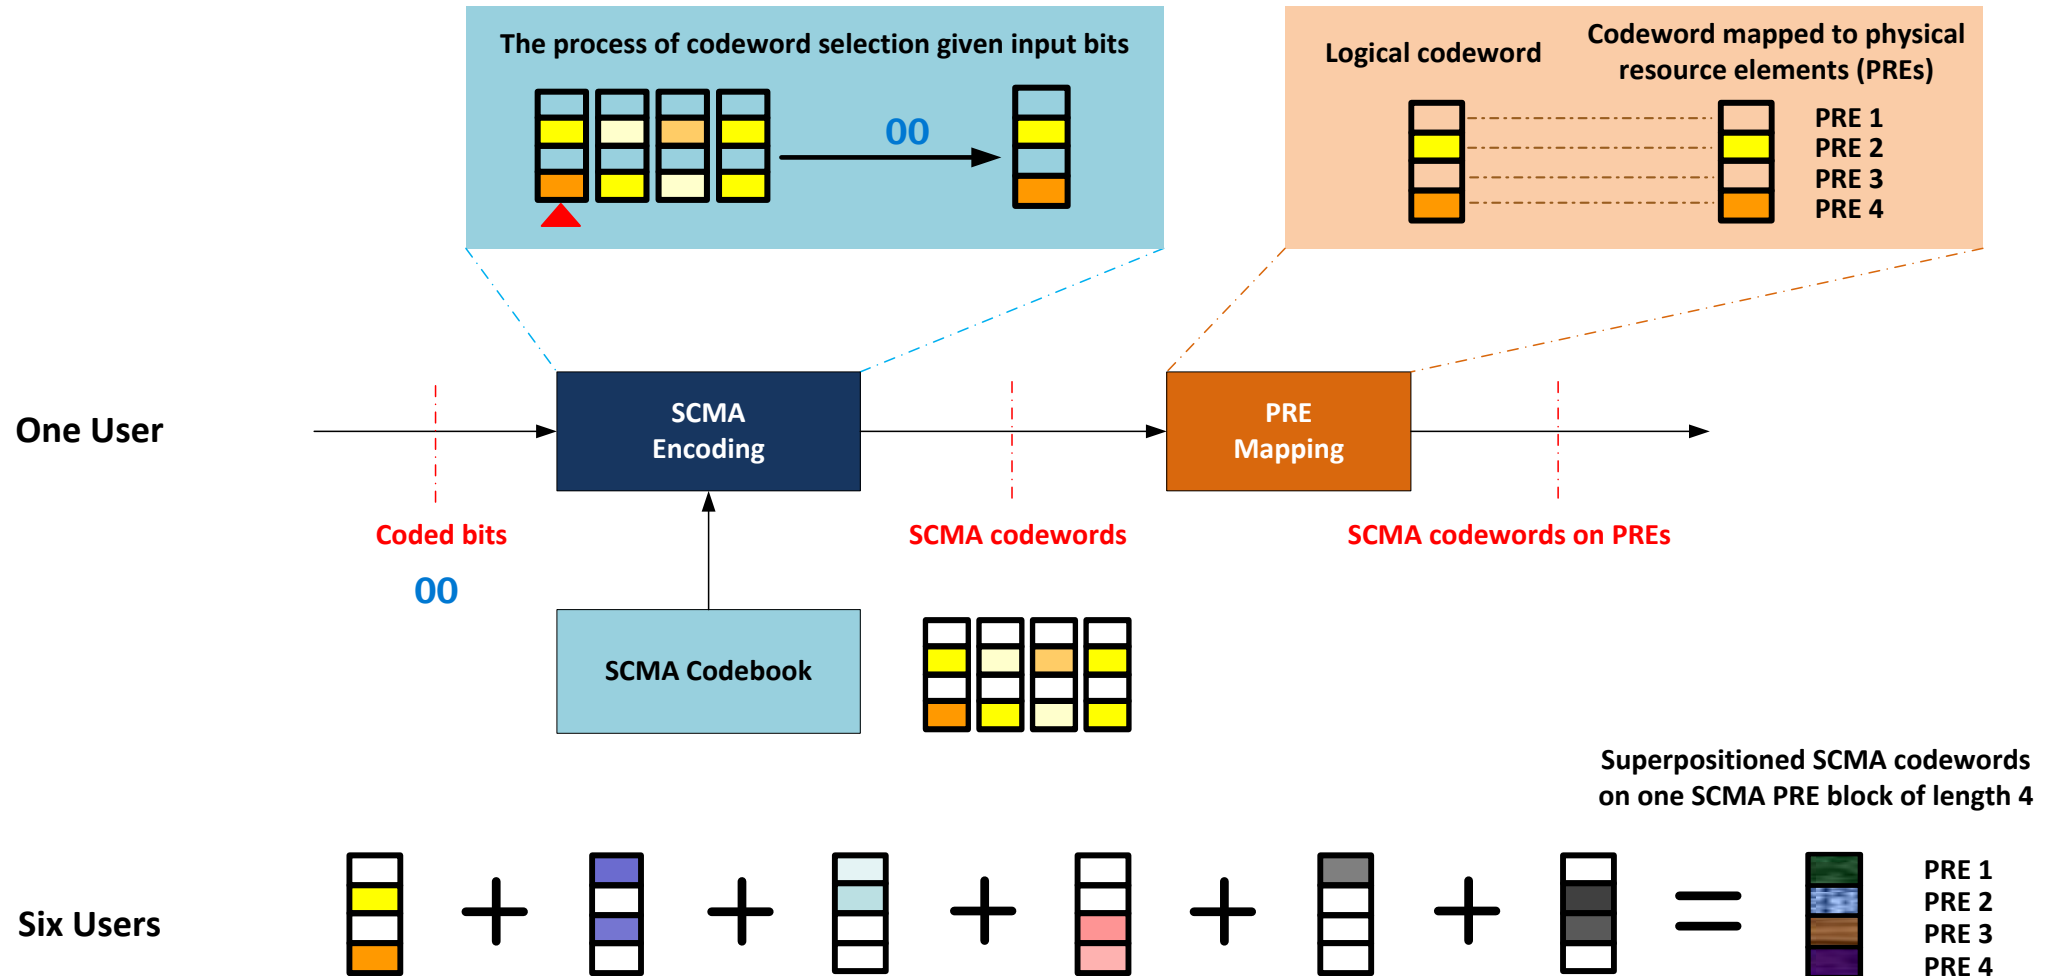 The process of codeword selection given input bits
00
Logical codeword
Codeword mapped to physical
resource elements (PREs)
PRE 1
PRE 2
PRE 3
PRE 4
One User
SCMA
Encoding
PRE
Mapping
Coded bits
00
SCMA codewords
SCMA codewords on PREs
SCMA Codebook
Superpositioned SCMA codewords
on one SCMA PRE block of length 4
Six Users
+ + + + + =
PRE 1
PRE 2
PRE 3
PRE 4